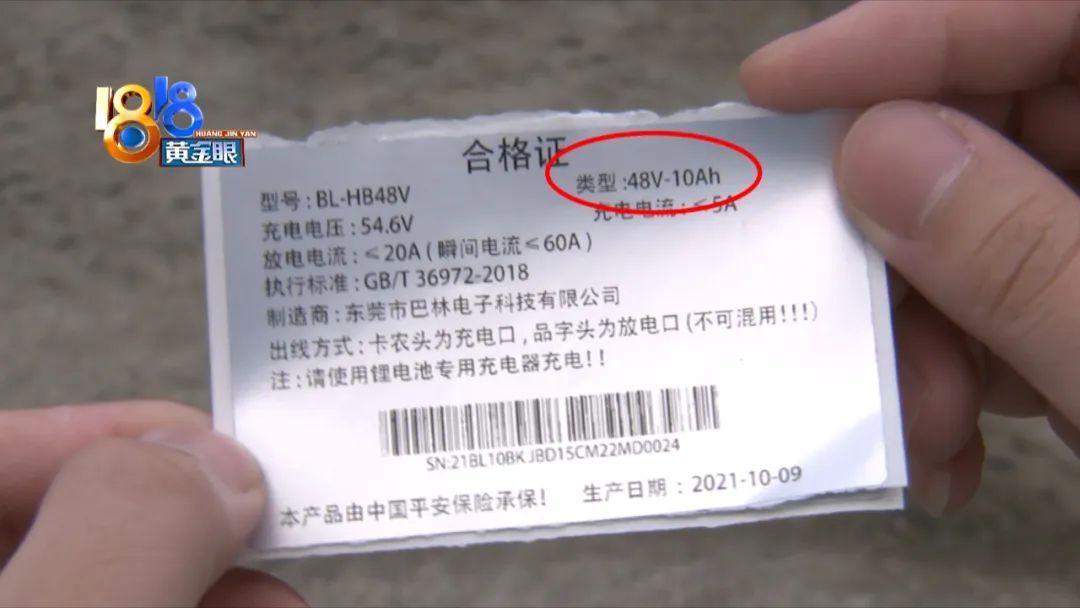 1818
HUANG JIN YAN
黄金眼
合格证
型号:BL-HB48V
类型:48V-10Ah
充电电压:54.6V
充电电流:≤5A
放电电流:≤20A(瞬间电流≤60A)
执行标准:GB/T 36972-2018
制造商:东莞市巴林电子科技有限公司
出线方式:卡农头为充电口,品字头为放电口(不可混用!!!)
注:请使用锂电池专用充电器充电!!
SN:21BL10BKJBD15CM22MD0024
本产品由中国平安保险承保!
生产日期:2021-10-09